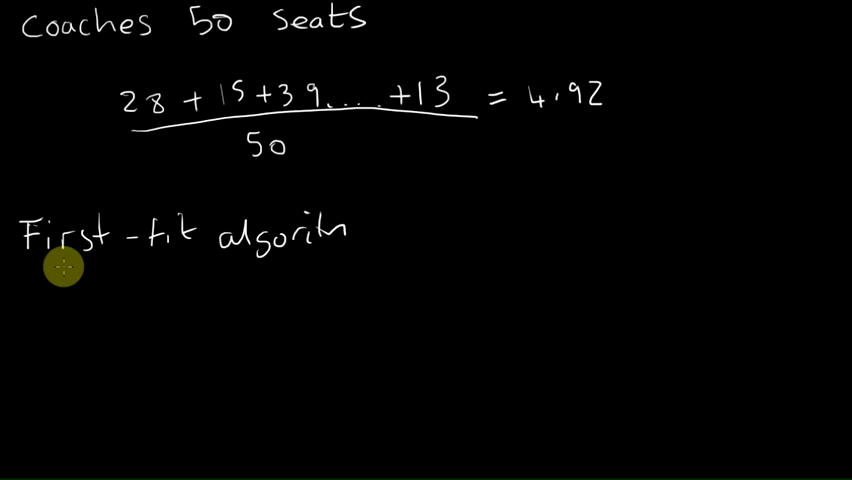 Coaches 50 seats
28 + 15 + 39.... + 13 = 4.92
50
First-fit algorith